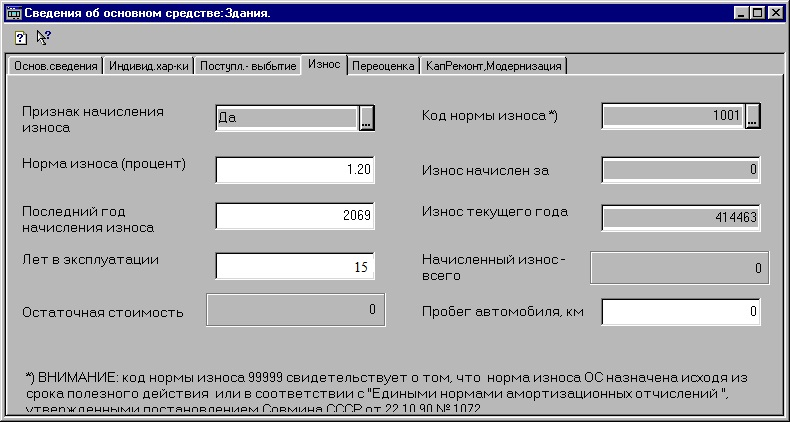 Сведения об основном средстве:Здания.
Основ.сведения Индивид.хар-ки Поступл.- выбытие Износ Переоценка КапРемонт,Модернизация
Признак начисления износа
Да ...
Код нормы износа *)
1001 ...
Норма износа (процент)
1.20
Износ начислен за
0
Последний год
начисления износа
2069
Износ текущего года
414463
Лет в эксплуатации
15
Начисленный износ -
всего
0
Остаточная стоимость
0
Пробег автомобиля, км
0
*) ВНИМАНИЕ: код нормы износа 99999 свидетельствует о том, что норма износа ОС назначена исходя из
срока полезного действия или в соответствии с "Едиными нормами амортизационных отчислений ",
утвержденными постановлением Совмина СССР от 22.10.90 № 1072